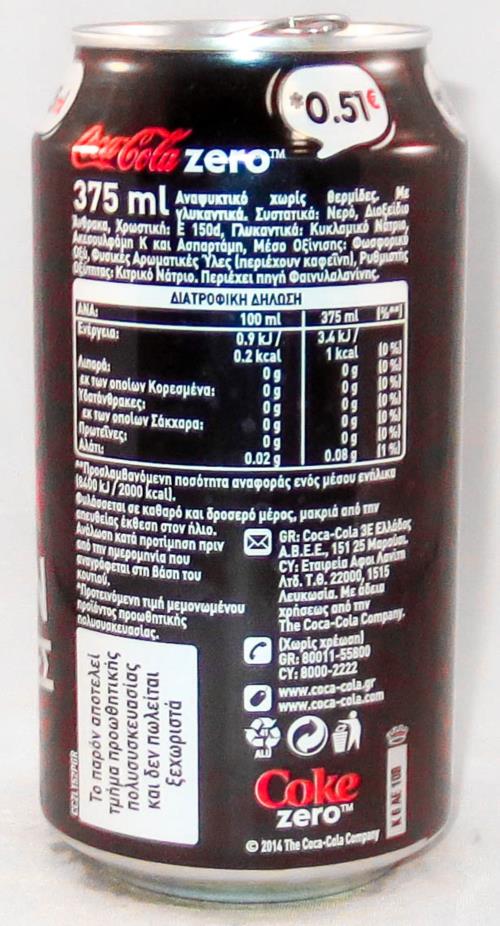 *0.51€
Coca-Cola zero™
375 ml Αναψυκτικό χωρίς θερμίδες. Με
γλυκαντικά. Συστατικά: Νερό, Διοξείδιο
Άνθρακα, Χρωστική: E 150d, Γλυκαντικά: Κυκλαμικό Νάτριο,
Ακεσουλφάμη Κ και Ασπαρτάμη, Μέσο Οξίνισης: Φωσφορικό
Οξύ, Φυσικές Αρωματικές Ύλες (περιέχουν καφεΐνη), Ρυθμιστής
Οξύτητας: Κιτρικό Νάτριο. Περιέχει πηγή Φαινυλαλανίνης.
ΔΙΑΤΡΟΦΙΚΗ ΔΗΛΩΣΗ
ΑΝΑ: 100 ml 375 ml (%**)
Ενέργεια: 0.9 kJ/ 3.4 kJ/
0.2 kcal 1 kcal (0 %)
Λιπαρά: 0 g 0 g (0 %)
εκ των οποίων Κορεσμένα: 0 g 0 g (0 %)
Υδατάνθρακες: 0 g 0 g (0 %)
εκ των οποίων Σάκχαρα: 0 g 0 g (0 %)
Πρωτεΐνες: 0 g 0 g (0 %)
Αλάτι: 0.02 g 0.08 g (1 %)
**Προσλαμβανόμενη ποσότητα αναφοράς ενός μέσου ενήλικα
(8400 kJ / 2000 kcal).
Φυλάσσεται σε καθαρό και δροσερό μέρος, μακριά από την
απευθείας έκθεση στον ήλιο.
Ανάλωση κατά προτίμηση πριν
από την ημερομηνία που
αναγράφεται στη βάση του
κουτιού.
*Προτεινόμενη τιμή μεμονωμένου
προϊόντος προωθητικής
πολυσυσκευασίας.
GR: Coca-Cola 3E Ελλάδος
Α.Β.Ε.Ε., 151 25 Μαρούσι.
CY: Εταιρεία Αφοι Λανίτη
Λτδ. Τ.Θ. 22000, 1515
Λευκωσία. Με άδεια
χρήσεως από την
The Coca-Cola Company.
(Χωρίς χρέωση)
GR: 80011-55800
CY: 8000-2222
www.coca-cola.gr
www.coca-cola.com
ALU
Το παρόν αποτελεί
τμήμα προωθητικής
πολυσυσκευασίας
και δεν πωλείται
ξεχωριστά
Coke
zero™
© 2014 The Coca-Cola Company